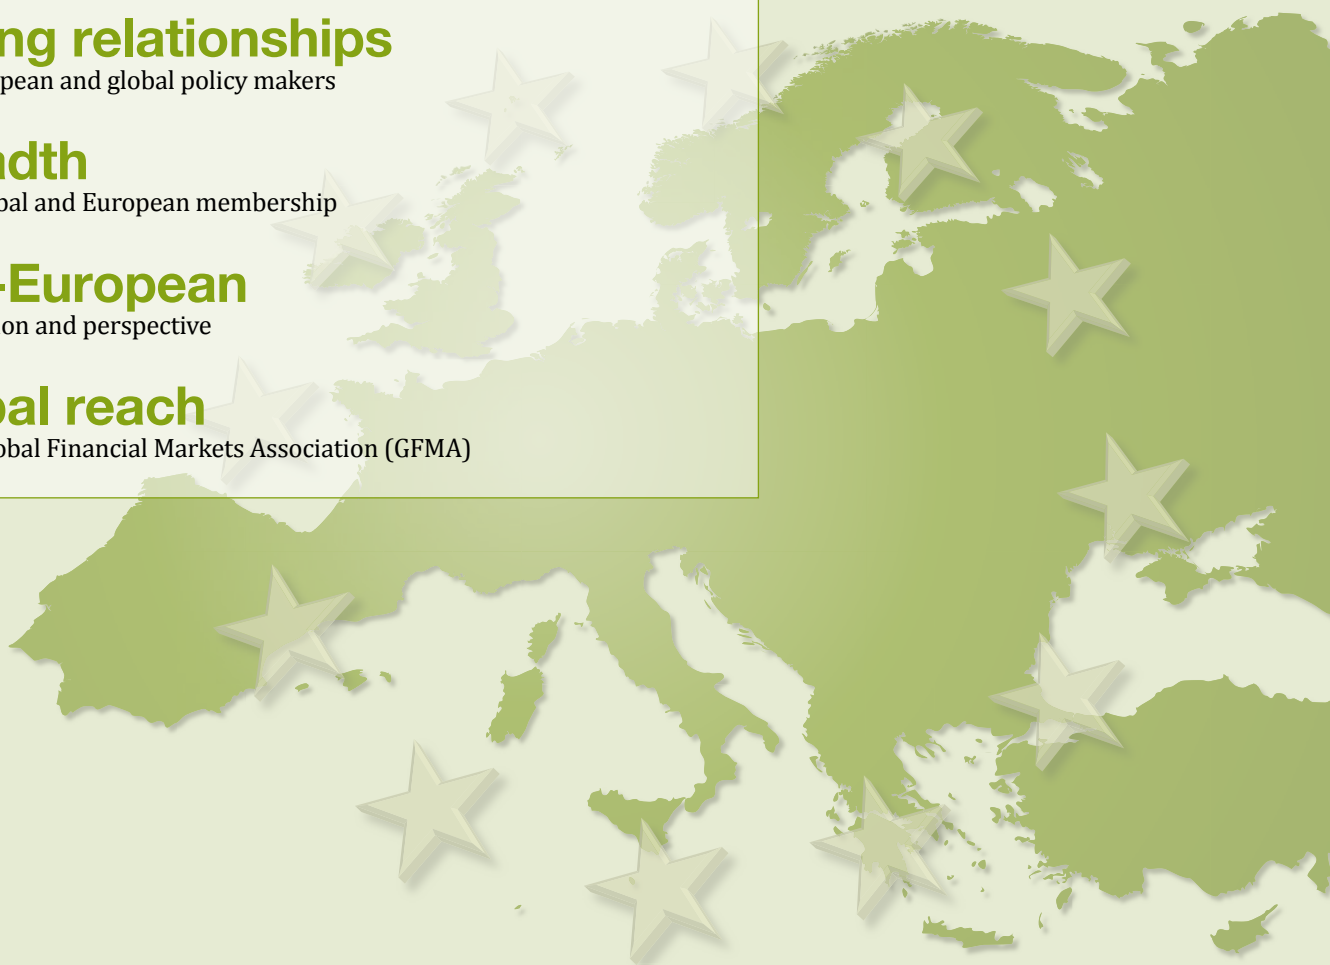 ng relationships
pean and global policy makers
adth
bal and European membership
-European
on and perspective
bal reach
obal Financial Markets Association (GFMA)